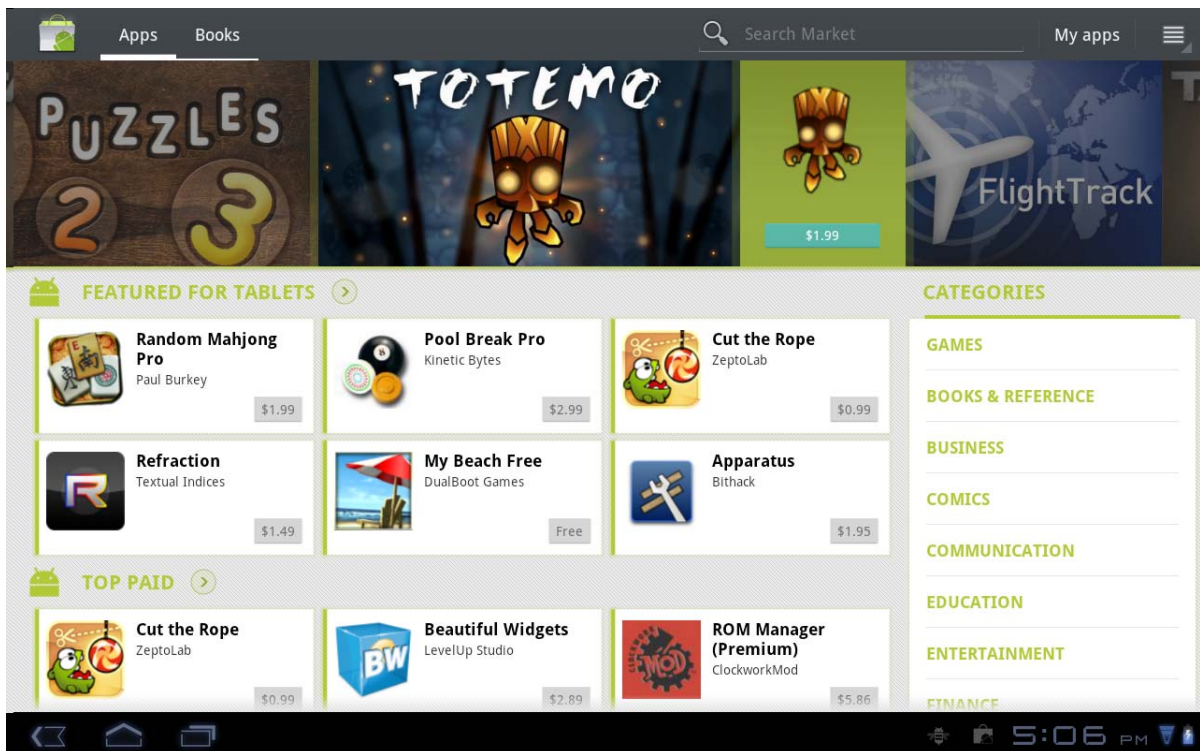 Apps
Books
Search Market
My apps
PUZZLES
2 3
TOTEMO
$1.99
FlightTrack
FEATURED FOR TABLETS
Random Mahjong
Pro
Paul Burkey
$1.99
Pool Break Pro
Kinetic Bytes
$2.99
Cut the Rope
ZeptoLab
$0.99
Refraction
Textual Indices
$1.49
My Beach Free
DualBoot Games
Free
Apparatus
Bithack
$1.95
TOP PAID
Cut the Rope
ZeptoLab
$0.99
BW
Beautiful Widgets
LevelUp Studio
$2.89
CLOCKWORK
MOD
ROM Manager
(Premium)
ClockworkMod
$5.86
CATEGORIES
GAMES
BOOKS & REFERENCE
BUSINESS
COMICS
COMMUNICATION
EDUCATION
ENTERTAINMENT
FINANCE
5:06 PM